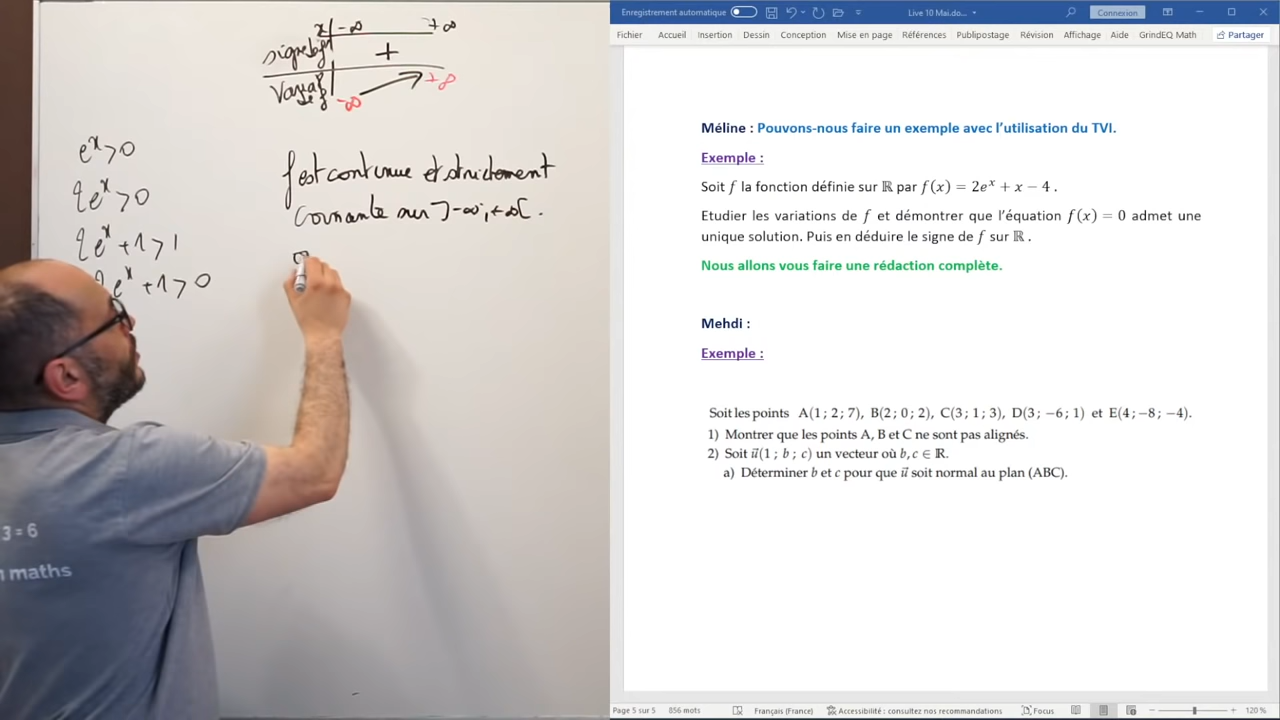 x -∞ +∞
signe de f' +
Variat° de f -∞ +∞
e^x > 0
2e^x > 0
2e^x + 1 > 1
2e^x + 1 > 0
f est continue et strictement
croissante sur ]-∞;+∞[.
3 = 6
maths
Enregistrement automatique Live 10 Mai.do... Connexion
Fichier Accueil Insertion Dessin Conception Mise en page Références Publipostage Révision Affichage Aide GrindEQ Math Partager
Méline : Pouvons-nous faire un exemple avec l’utilisation du TVI.
Exemple :
Soit f la fonction définie sur ℝ par f(x) = 2e^x + x − 4 .
Etudier les variations de f et démontrer que l’équation f(x) = 0 admet une
unique solution. Puis en déduire le signe de f sur ℝ .
Nous allons vous faire une rédaction complète.
Mehdi :
Exemple :
Soit les points A(1 ; 2 ; 7), B(2 ; 0 ; 2), C(3 ; 1 ; 3), D(3 ; −6 ; 1) et E(4 ; −8 ; −4).
1) Montrer que les points A, B et C ne sont pas alignés.
2) Soit u⃗(1 ; b ; c) un vecteur où b, c ∈ ℝ.
a) Déterminer b et c pour que u⃗ soit normal au plan (ABC).
Page 5 sur 5 856 mots Français (France) Accessibilité : consultez nos recommandations Focus 120 %